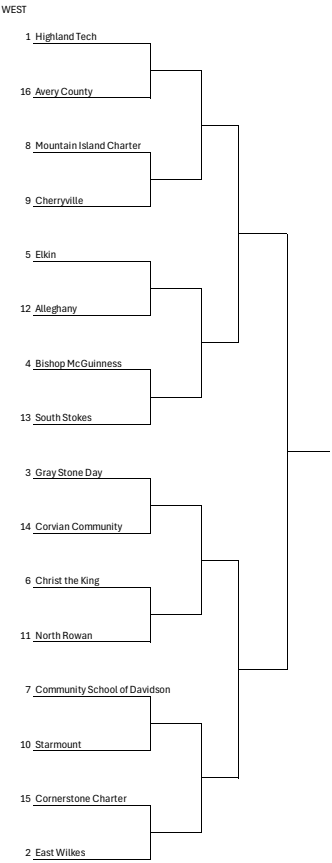 WEST
1 Highland Tech
16 Avery County
8 Mountain Island Charter
9 Cherryville
5 Elkin
12 Alleghany
4 Bishop McGuinness
13 South Stokes
3 Gray Stone Day
14 Corvian Community
6 Christ the King
11 North Rowan
7 Community School of Davidson
10 Starmount
15 Cornerstone Charter
2 East Wilkes